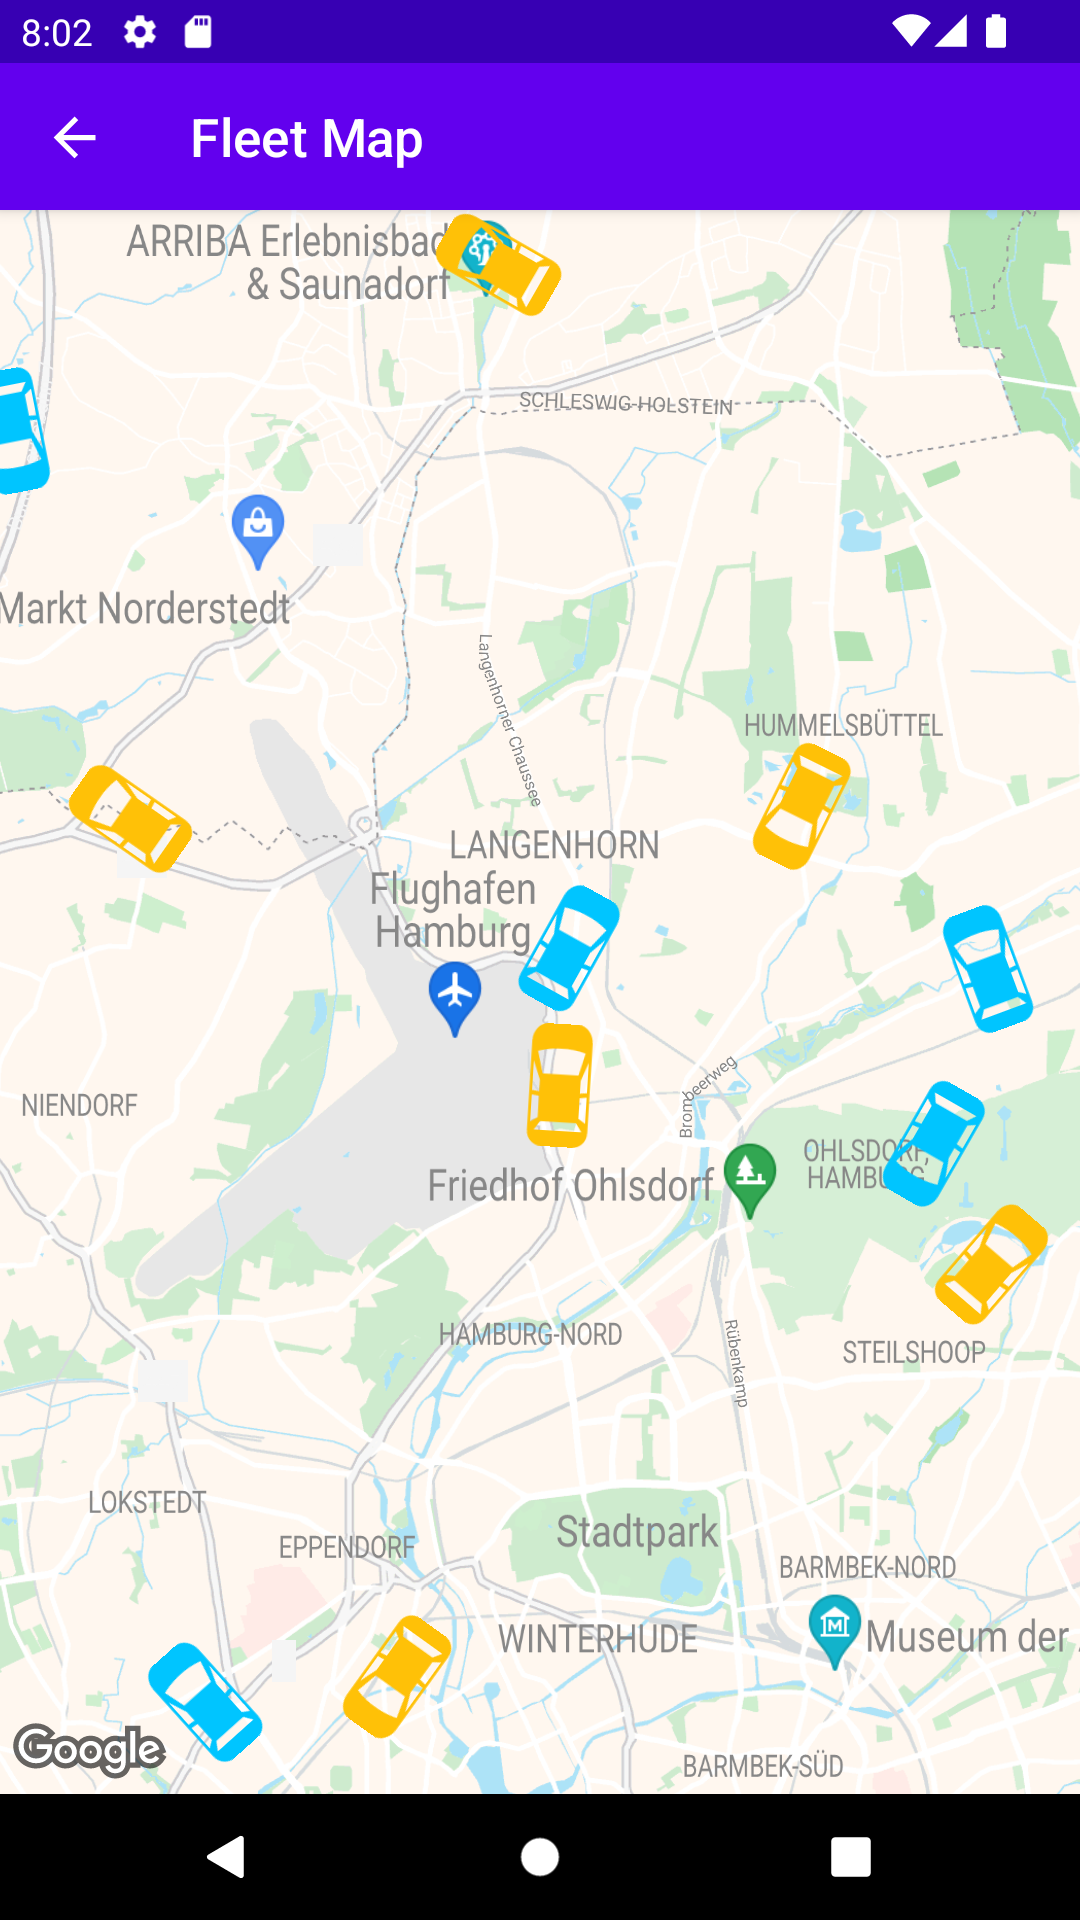 8:02
Fleet Map
ARRIBA Erlebnisbad
& Saunadorf
SCHLESWIG-HOLSTEIN
Markt Norderstedt
Langenhorner Chaussee
HUMMELSBÜTTEL
LANGENHORN
Flughafen
Hamburg
Brombeerweg
NIENDORF
OHLSDORF,
HAMBURG
Friedhof Ohlsdorf
HAMBURG-NORD
Rübenkamp
STEILSHOOP
LOKSTEDT
Stadtpark
EPPENDORF
BARMBEK-NORD
M
WINTERHUDE
Museum der
Google
BARMBEK-SÜD